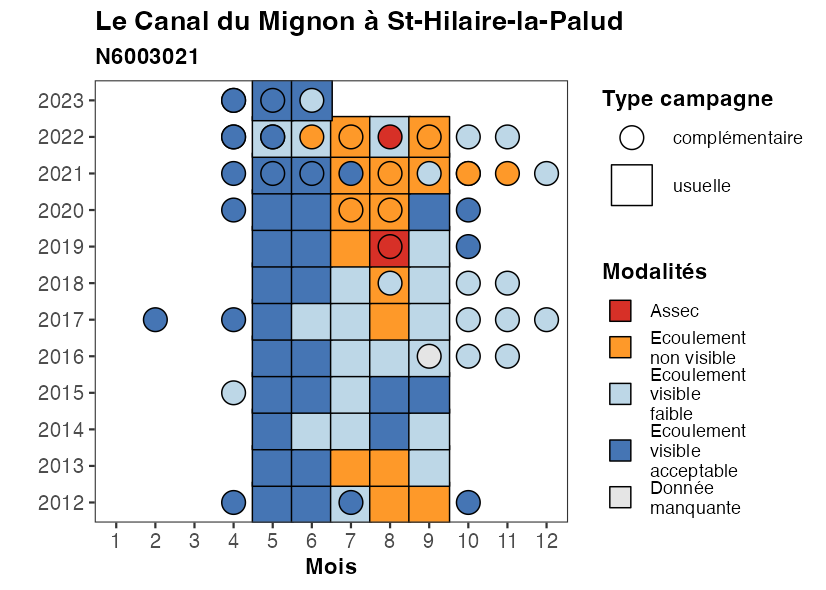 Le Canal du Mignon à St-Hilaire-la-Palud
N6003021
2023
2022
2021
2020
2019
2018
2017
2016
2015
2014
2013
2012
1 2 3 4 5 6 7 8 9 10 11 12
Mois
Type campagne
complémentaire
usuelle
Modalités
Assec
Ecoulement
non visible
Ecoulement
visible
faible
Ecoulement
visible
acceptable
Donnée
manquante